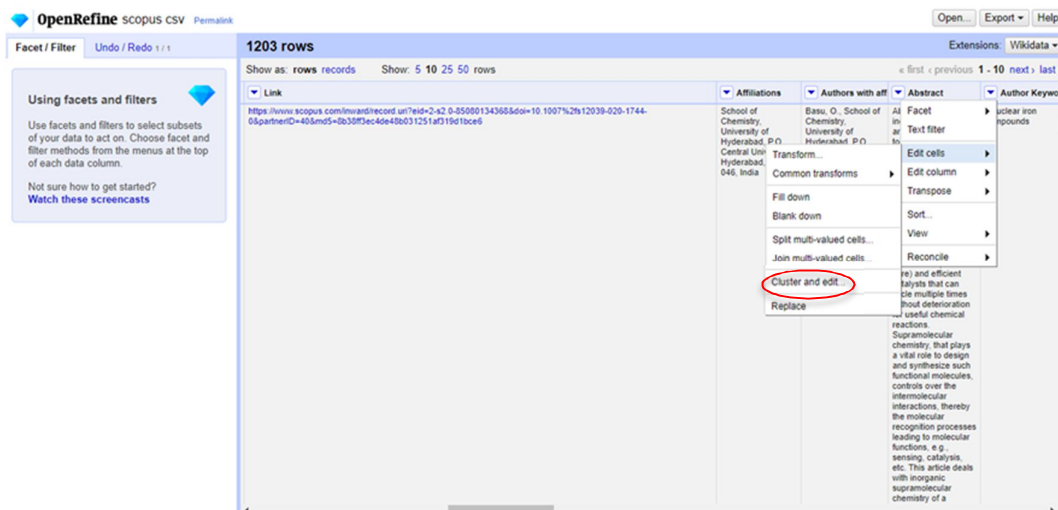 OpenRefine scopus csv Permalink
Open... Export Help
Facet / Filter Undo / Redo 1 / 1
1203 rows
Extensions: Wikidata
Show as: rows records Show: 5 10 25 50 rows
« first ‹ previous 1 - 10 next › last
Link
Affiliations
Authors with aff
Abstract
Author Keywo
Using facets and filters
Use facets and filters to select subsets
of your data to act on. Choose facet and
filter methods from the menus at the top
of each data column.
Not sure how to get started?
Watch these screencasts
https://www.scopus.com/inward/record.uri?eid=2-s2.0-85080134368&doi=10.1007%2fs12039-020-1744-
0&partnerID=40&md5=8b38ff3ec4de48b031251af319d1bce6
School of
Chemistry,
University of
Hyderabad, P.O.
Central Uni
Hyderabad,
046, India
Basu, O., School of
Chemistry,
University of
Hyderabad, P.O.
uclear iron
npounds
Facet
Text filter
Edit cells
Edit column
Transpose
Sort...
View
Reconcile
Transform...
Common transforms
Fill down
Blank down
Split multi-valued cells...
Join multi-valued cells...
Cluster and edit...
Replace
re) and efficient
talysts that can
cle multiple times
thout deterioration
useful chemical
reactions.
Supramolecular
chemistry, that plays
a vital role to design
and synthesize such
functional molecules,
controls over the
intermolecular
interactions, thereby
the molecular
recognition processes
leading to molecular
functions, e.g.,
sensing, catalysis,
etc. This article deals
with inorganic
supramolecular
chemistry of a